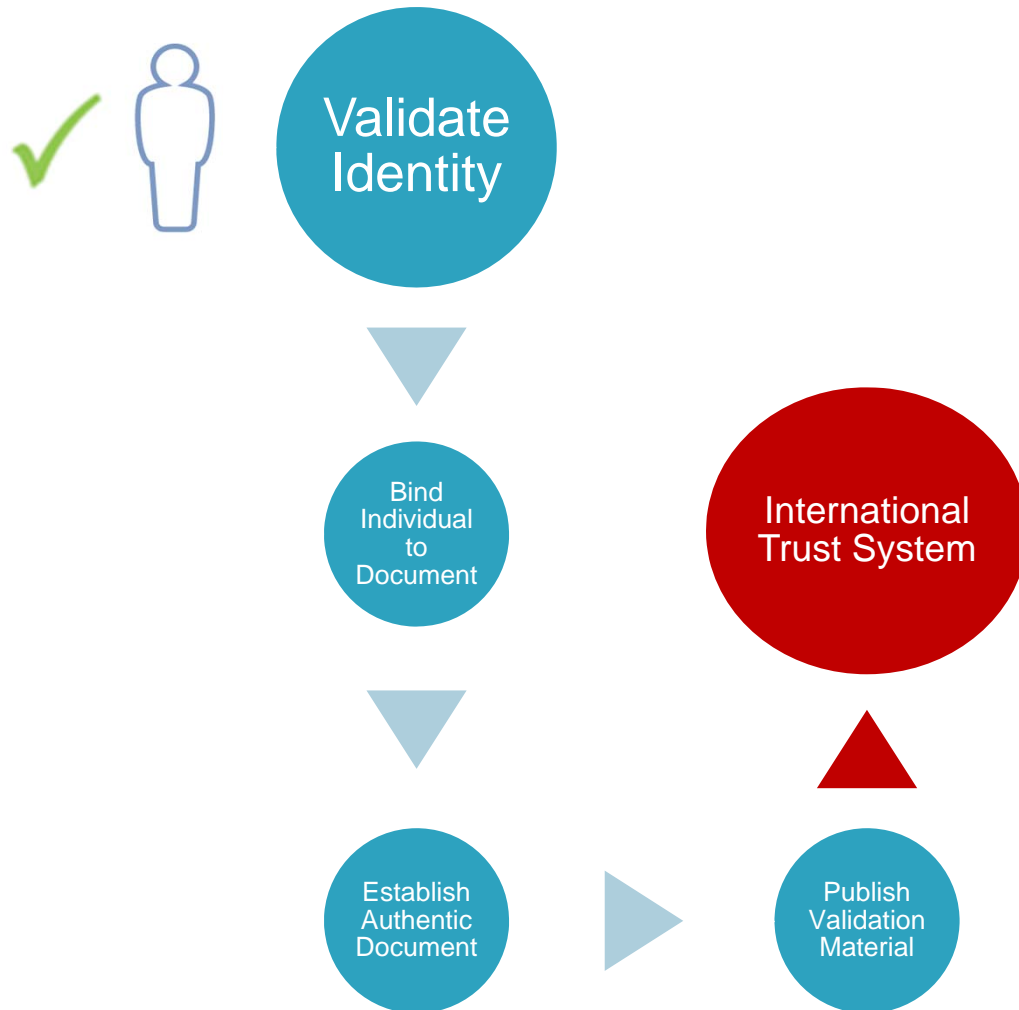 Validate
Identity
Bind
Individual
to
Document
Establish
Authentic
Document
Publish
Validation
Material
International
Trust System